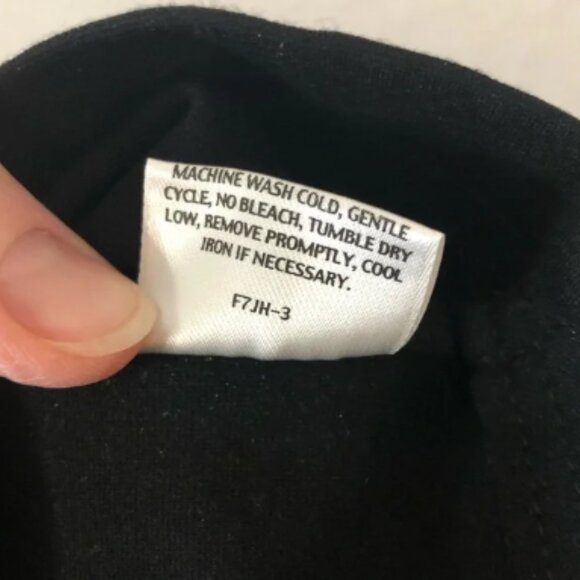 MACHINE WASH COLD, GENTLE
CYCLE, NO BLEACH, TUMBLE DRY
LOW, REMOVE PROMPTLY, COOL
IRON IF NECESSARY.
F7JH-3